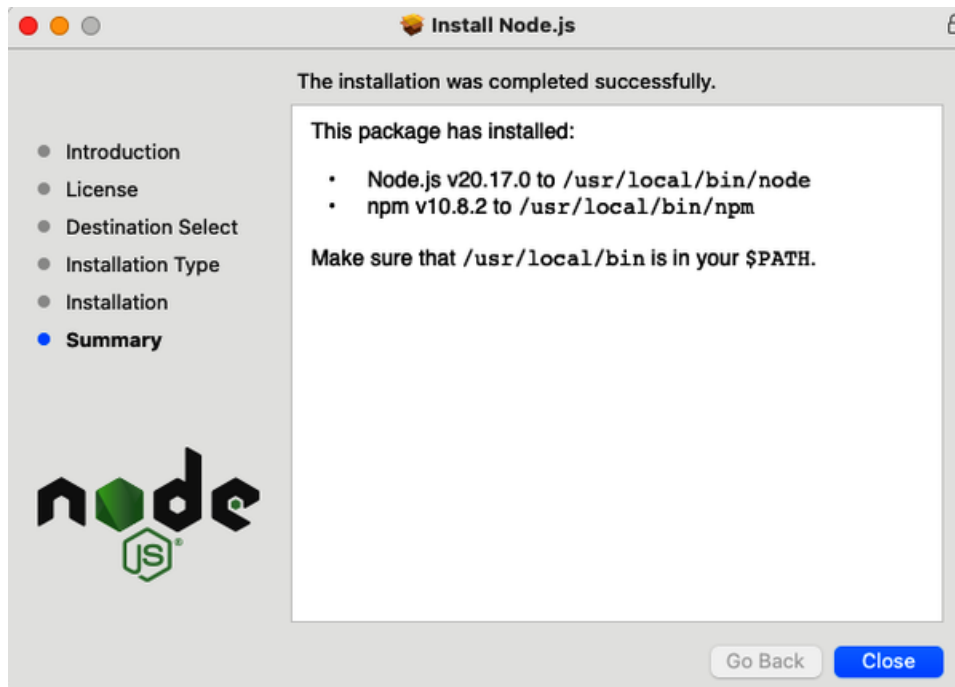 Install Node.js
The installation was completed successfully.
Introduction
License
Destination Select
Installation Type
Installation
Summary
This package has installed:
• Node.js v20.17.0 to /usr/local/bin/node
• npm v10.8.2 to /usr/local/bin/npm
Make sure that /usr/local/bin is in your $PATH.
node
JS®
Go Back
Close